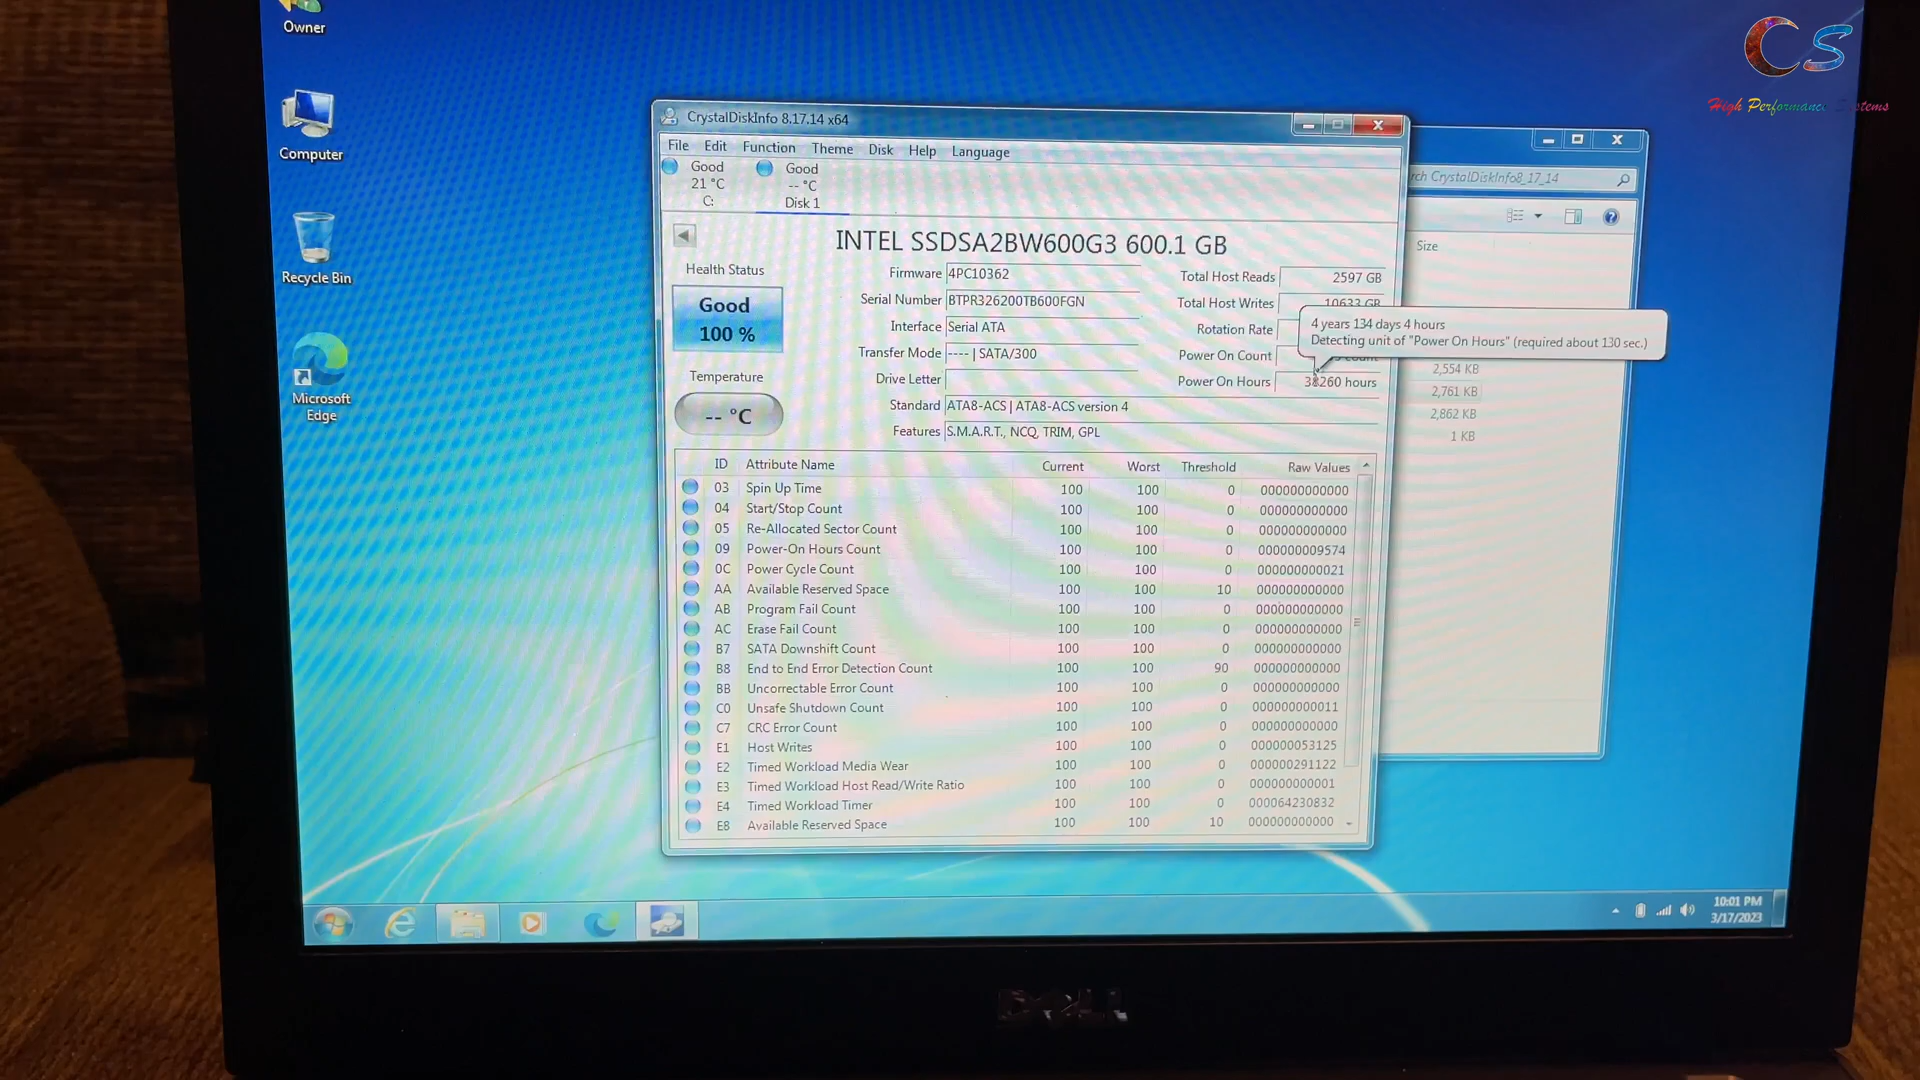 Owner
Computer
Recycle Bin
Microsoft
Edge
CS
High Performance Systems
CrystalDiskInfo 8.17.14 x64
File Edit Function Theme Disk Help Language
Good Good
21 °C -- °C
C: Disk 1
INTEL SSDSA2BW600G3 600.1 GB
Health Status
Good
100 %
Temperature
-- °C
Firmware 4PC10362
Serial Number BTPR326200TB600FGN
Interface Serial ATA
Transfer Mode ---- | SATA/300
Drive Letter
Standard ATA8-ACS | ATA8-ACS version 4
Features S.M.A.R.T., NCQ, TRIM, GPL
Total Host Reads 2597 GB
Total Host Writes 10633 GB
Rotation Rate
Power On Count count
Power On Hours 38260 hours
4 years 134 days 4 hours
Detecting unit of "Power On Hours" (required about 130 sec.)
ID Attribute Name Current Worst Threshold Raw Values
03 Spin Up Time 100 100 0 000000000000
04 Start/Stop Count 100 100 0 000000000000
05 Re-Allocated Sector Count 100 100 0 000000000000
09 Power-On Hours Count 100 100 0 000000009574
0C Power Cycle Count 100 100 0 000000000021
AA Available Reserved Space 100 100 10 000000000000
AB Program Fail Count 100 100 0 000000000000
AC Erase Fail Count 100 100 0 000000000000
B7 SATA Downshift Count 100 100 0 000000000000
B8 End to End Error Detection Count 100 100 90 000000000000
BB Uncorrectable Error Count 100 100 0 000000000000
C0 Unsafe Shutdown Count 100 100 0 000000000011
C7 CRC Error Count 100 100 0 000000000000
E1 Host Writes 100 100 0 000000053125
E2 Timed Workload Media Wear 100 100 0 000000291122
E3 Timed Workload Host Read/Write Ratio 100 100 0 000000000001
E4 Timed Workload Timer 100 100 0 000064230832
E8 Available Reserved Space 100 100 10 000000000000
rch CrystalDiskInfo8_17_14
Size
2,554 KB
2,761 KB
2,862 KB
1 KB
10:01 PM
3/17/2023
DELL